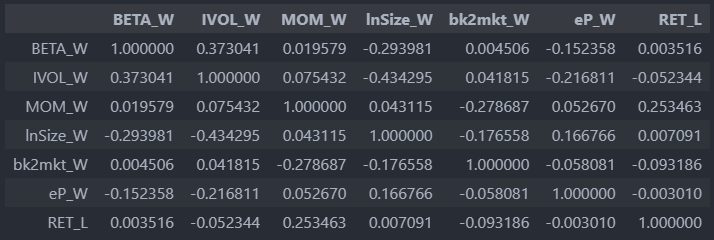 BETA_W IVOL_W MOM_W lnSize_W bk2mkt_W eP_W RET_L
BETA_W 1.000000 0.373041 0.019579 -0.293981 0.004506 -0.152358 0.003516
IVOL_W 0.373041 1.000000 0.075432 -0.434295 0.041815 -0.216811 -0.052344
MOM_W 0.019579 0.075432 1.000000 0.043115 -0.278687 0.052670 0.253463
lnSize_W -0.293981 -0.434295 0.043115 1.000000 -0.176558 0.166766 0.007091
bk2mkt_W 0.004506 0.041815 -0.278687 -0.176558 1.000000 -0.058081 -0.093186
eP_W -0.152358 -0.216811 0.052670 0.166766 -0.058081 1.000000 -0.003010
RET_L 0.003516 -0.052344 0.253463 0.007091 -0.093186 -0.003010 1.000000